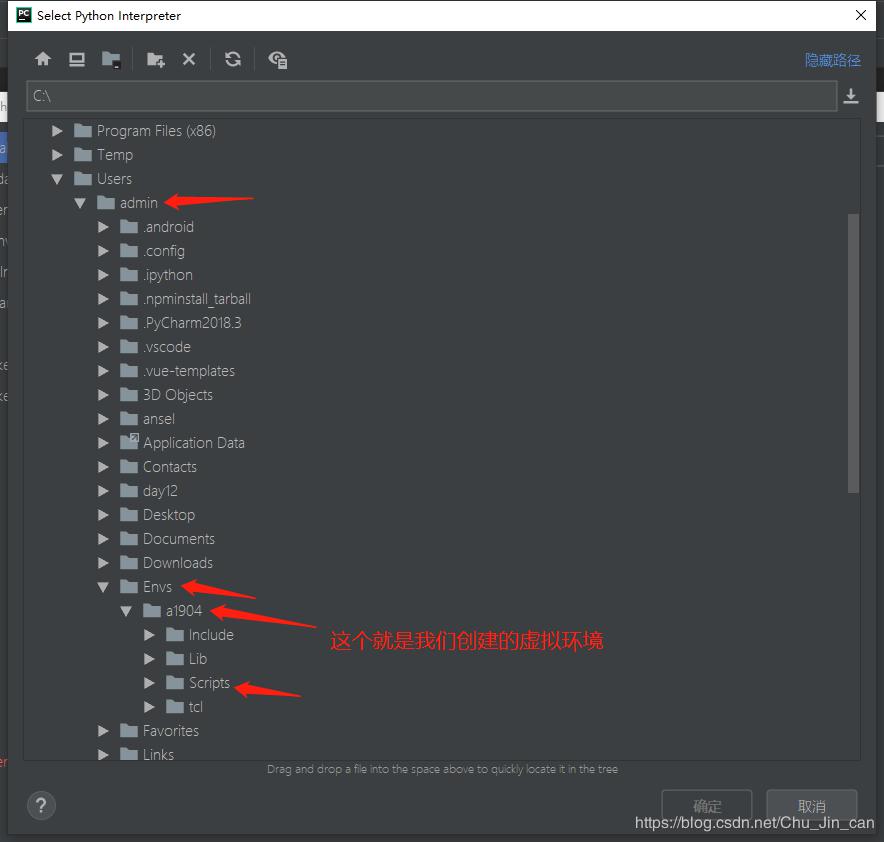 PC Select Python Interpreter
隐藏路径
C:\
Program Files (x86)
Temp
Users
admin
.android
.config
.ipython
.npminstall_tarball
.PyCharm2018.3
.vscode
.vue-templates
3D Objects
ansel
Application Data
Contacts
day12
Desktop
Documents
Downloads
Envs
a1904
Include
这个就是我们创建的虚拟环境
Lib
Scripts
tcl
Favorites
Links
Drag and drop a file into the space above to quickly locate it in the tree
?
确定
取消
https://blog.csdn.net/Chu_Jin_can